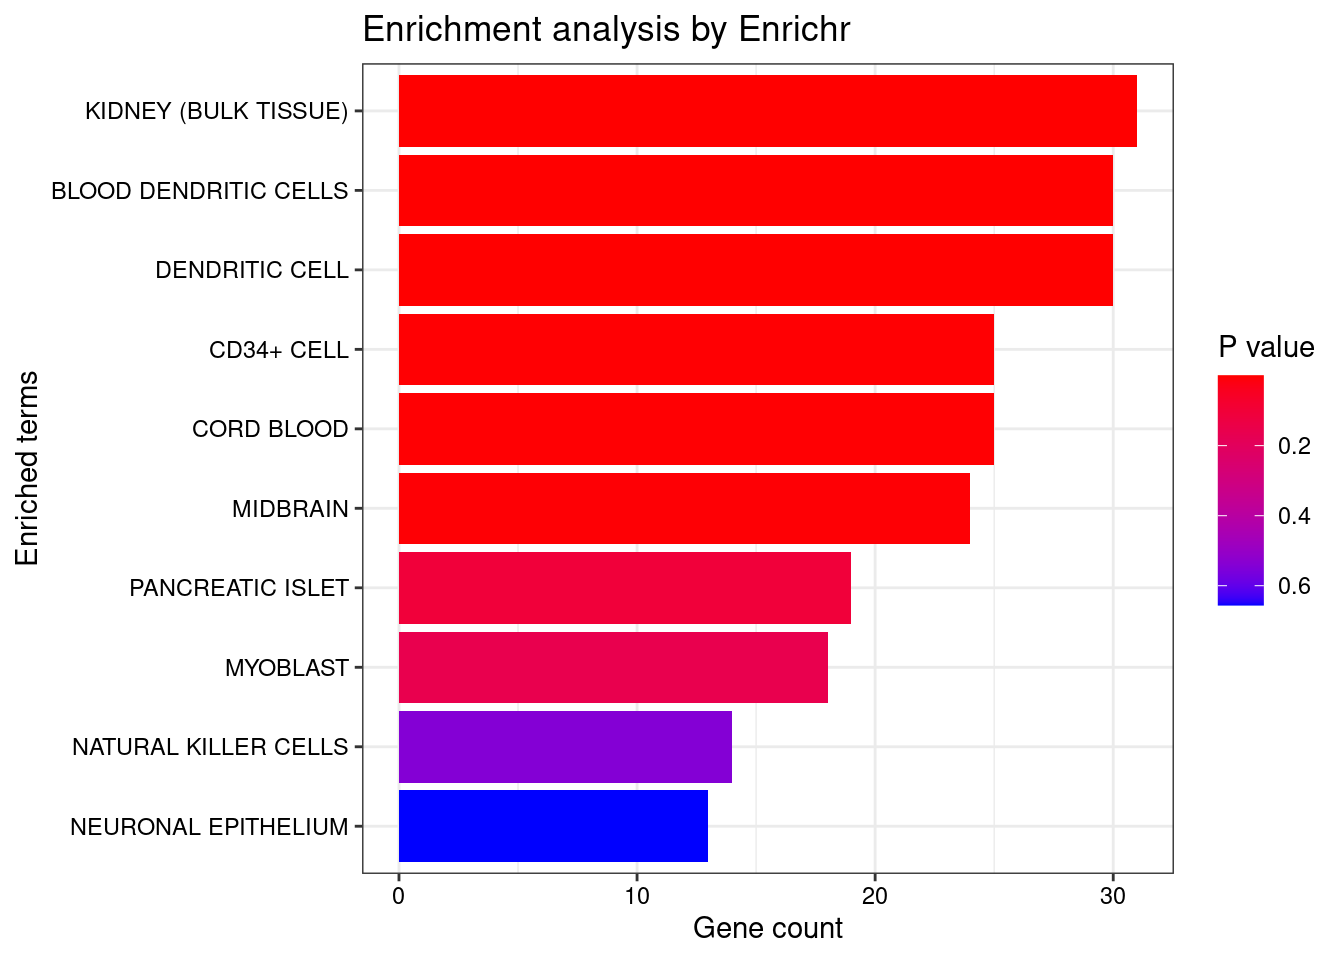 Enrichment analysis by Enrichr
KIDNEY (BULK TISSUE)
BLOOD DENDRITIC CELLS
DENDRITIC CELL
CD34+ CELL
CORD BLOOD
MIDBRAIN
PANCREATIC ISLET
MYOBLAST
NATURAL KILLER CELLS
NEURONAL EPITHELIUM
Enriched terms
0 10 20 30
Gene count
P value
0.2
0.4
0.6